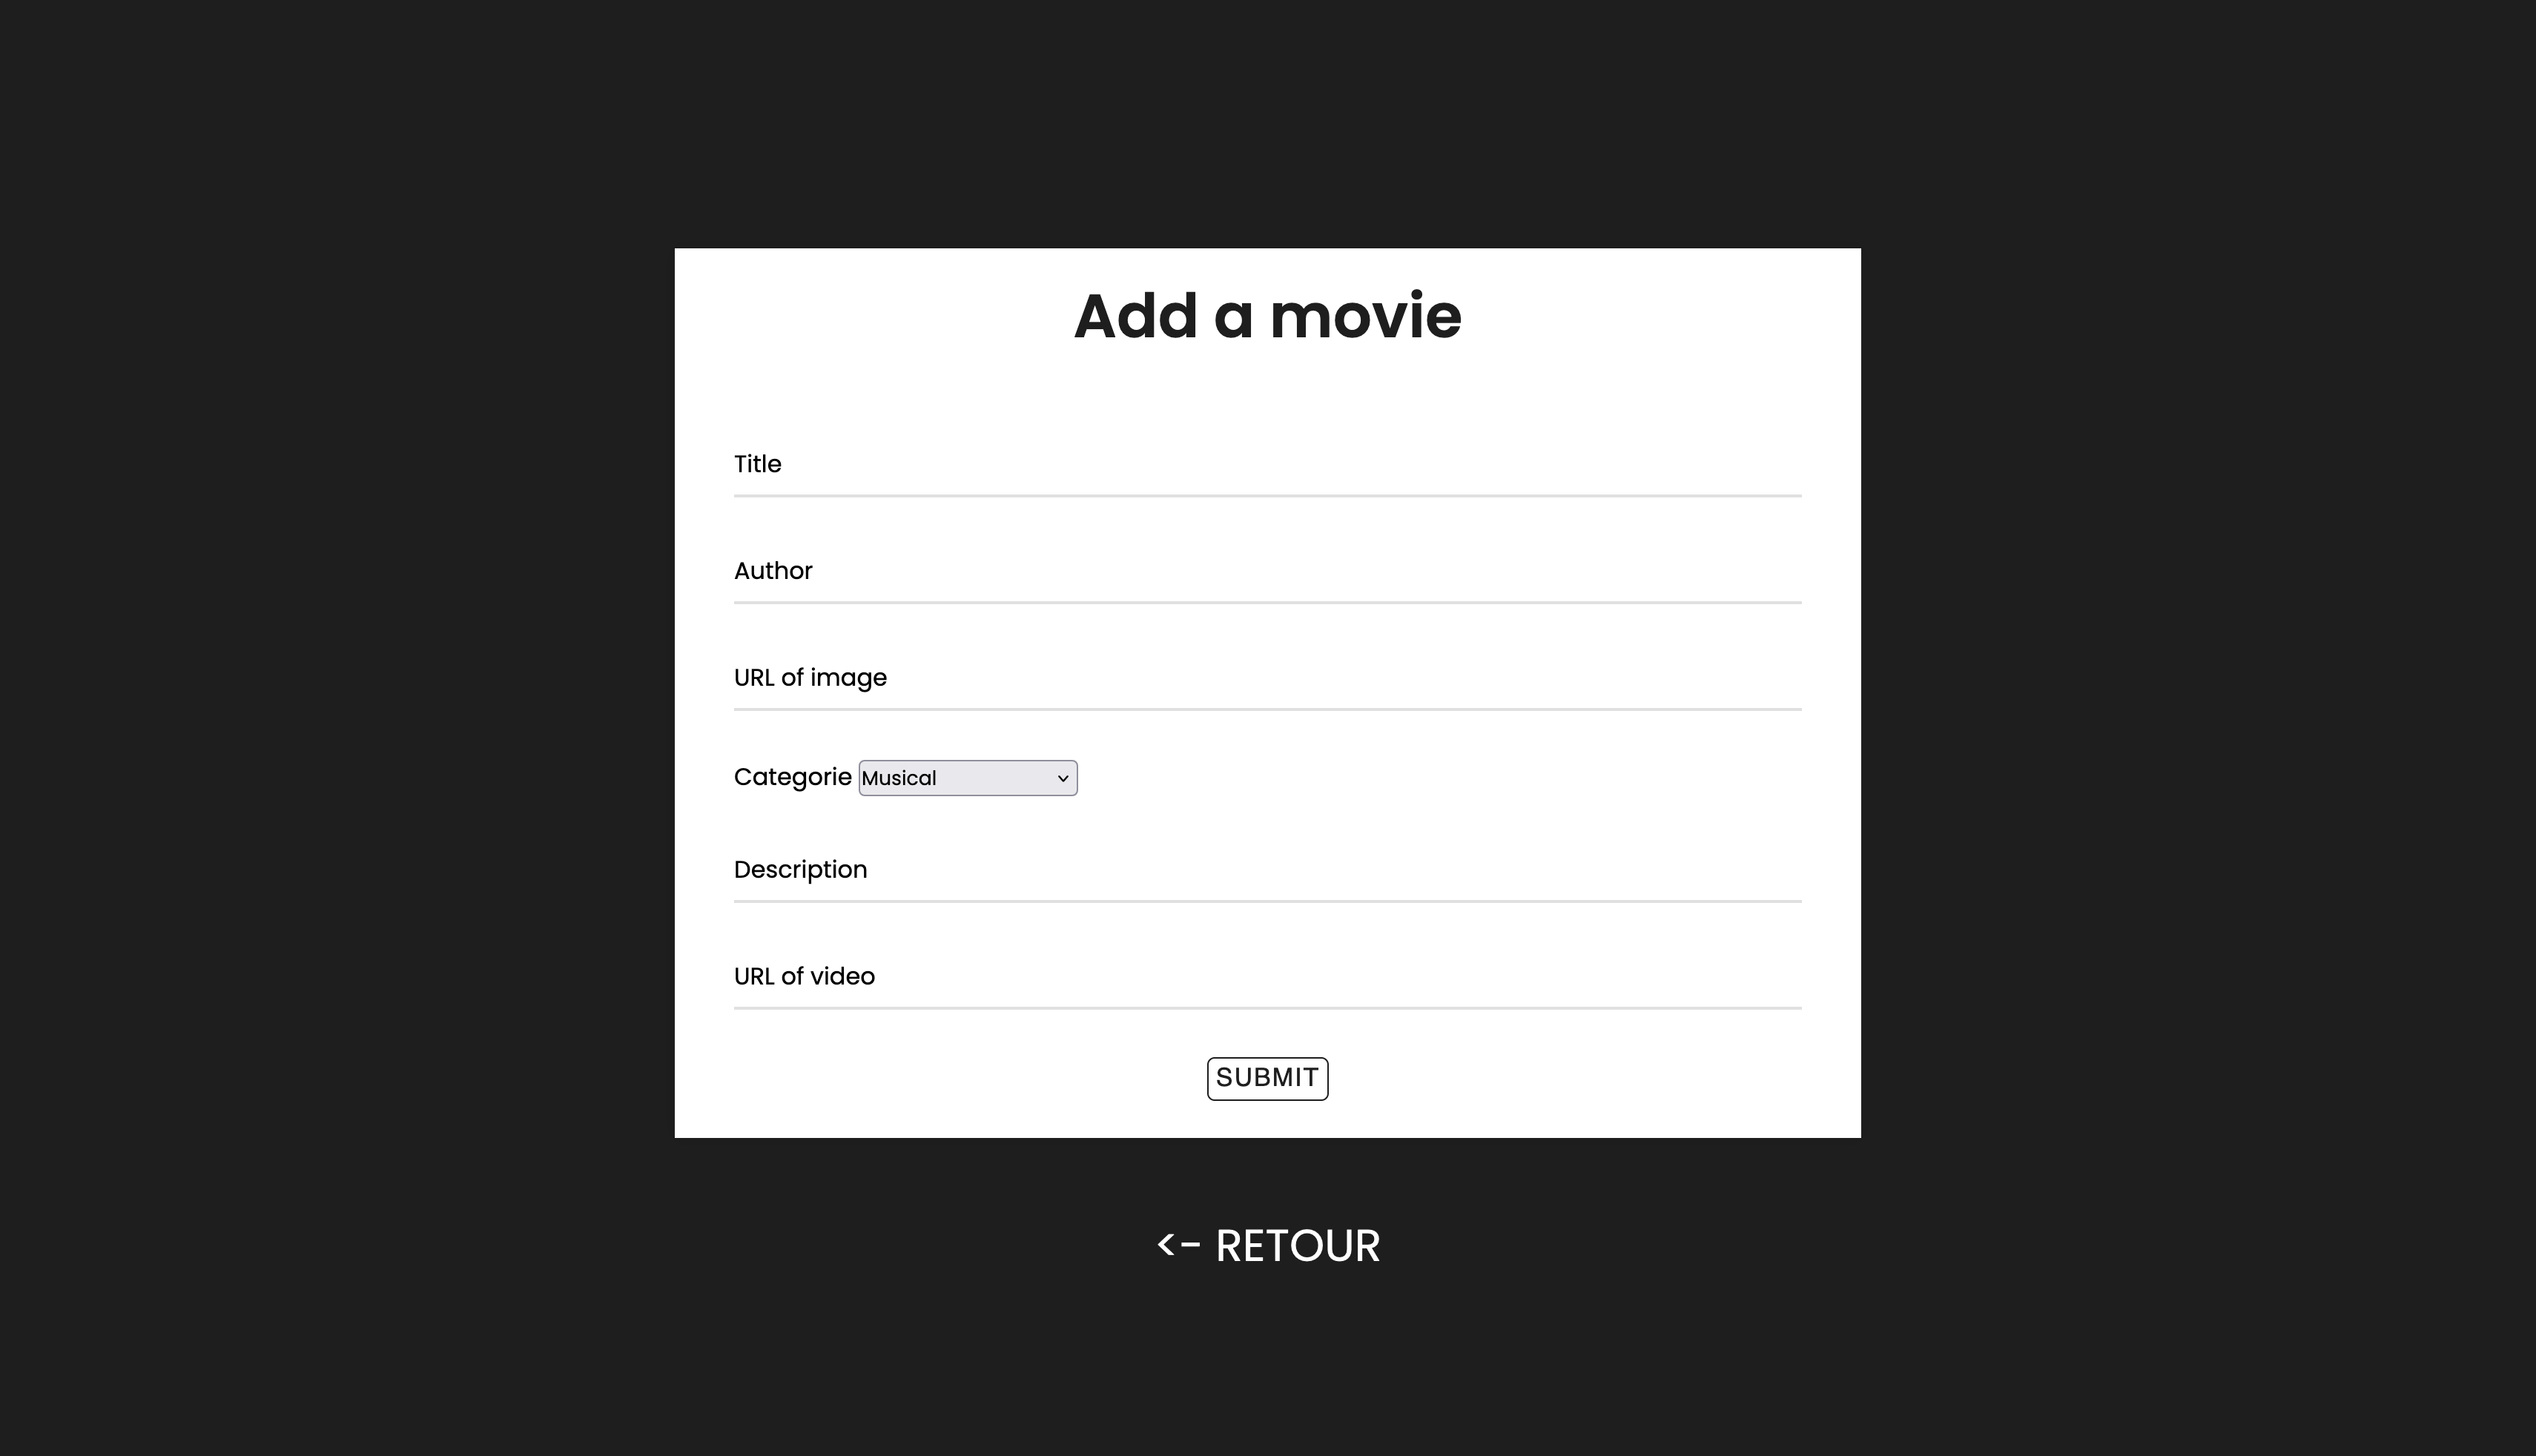 Add a movie
Title
Author
URL of image
Categorie Musical
Description
URL of video
SUBMIT
<- RETOUR